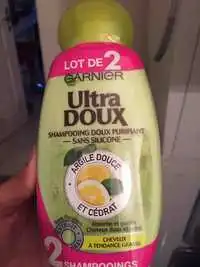 LOT DE 2
GARNIER
Ultra
DOUX
SHAMPOOING DOUX PURIFIANT
— SANS SILICONE —
ARGILE DOUCE
ET CÉDRAT
CHEVEUX
À TENDANCE GRASSE
2
SHAMPOOINGS